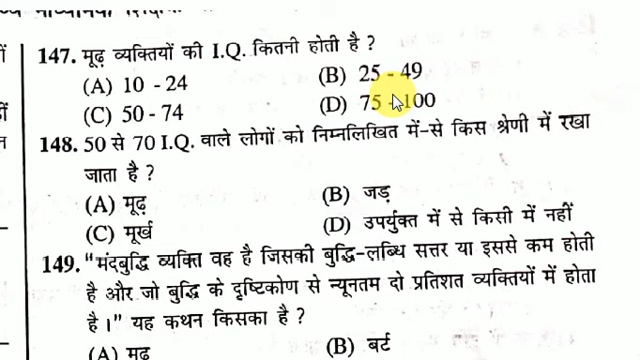 147. मूढ़ व्यक्तियों की I.Q. कितनी होती है ?
(A) 10 - 24 (B) 25 - 49
(C) 50 - 74 (D) 75 - 100
148. 50 से 70 I.Q. वाले लोगों को निम्नलिखित में-से किस श्रेणी में रखा
जाता है ?
(A) मूढ़ (B) जड़
(C) मूर्ख (D) उपर्युक्त में से किसी में नहीं
149. "मंदबुद्धि व्यक्ति वह है जिसकी बुद्धि-लब्धि सत्तर या इससे कम होती
है और जो बुद्धि के दृष्टिकोण से न्यूनतम दो प्रतिशत व्यक्तियों में होता
है।" यह कथन किसका है ?
(A) मूढ़ (B) बर्ट